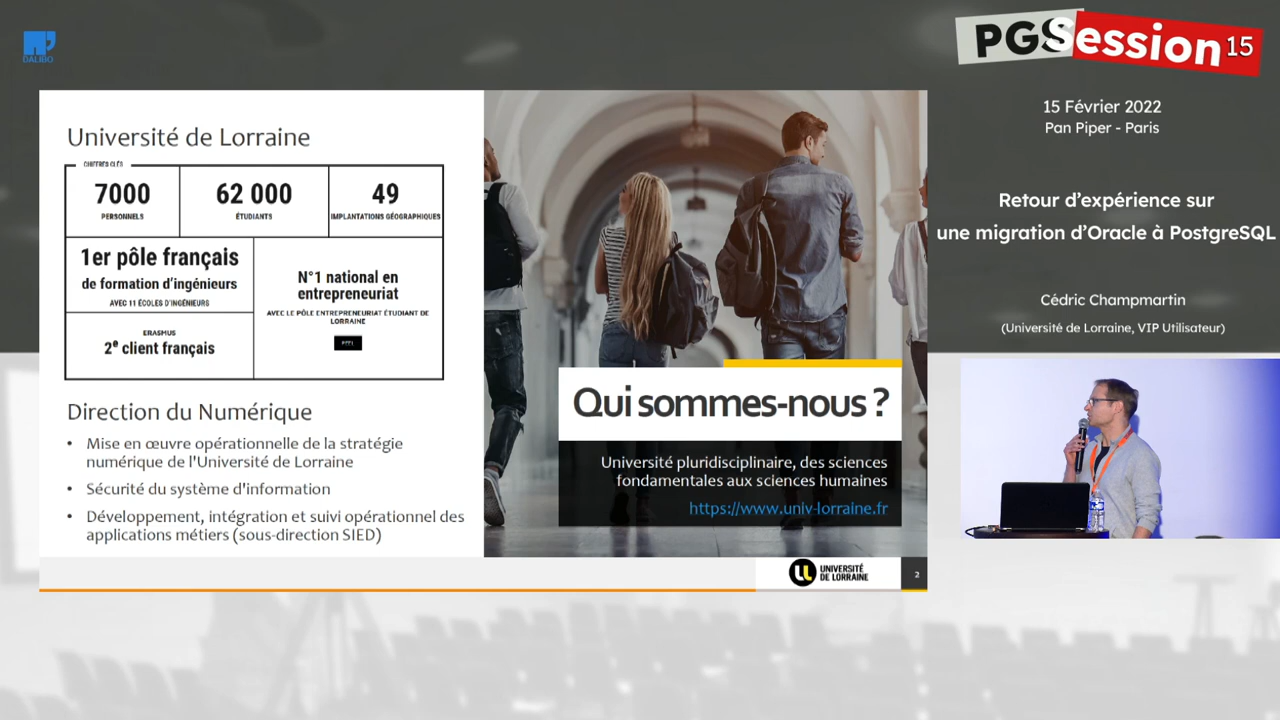 DALIBO
PGSession 15
15 Février 2022
Pan Piper - Paris
Retour d'expérience sur
une migration d'Oracle à PostgreSQL
Cédric Champmartin
(Université de Lorraine, VIP Utilisateur)
Université de Lorraine
CHIFFRES CLÉS
7000
PERSONNELS
62 000
ÉTUDIANTS
49
IMPLANTATIONS GÉOGRAPHIQUES
1er pôle français
de formation d'ingénieurs
AVEC 11 ÉCOLES D'INGÉNIEURS
N°1 national en
entrepreneuriat
AVEC LE PÔLE ENTREPRENEURIAT ÉTUDIANT DE
LORRAINE
PEEL
ERASMUS
2e client français
Direction du Numérique
• Mise en œuvre opérationnelle de la stratégie
numérique de l'Université de Lorraine
• Sécurité du système d'information
• Développement, intégration et suivi opérationnel des
applications métiers (sous-direction SIED)
Qui sommes-nous ?
Université pluridisciplinaire, des sciences
fondamentales aux sciences humaines
https://www.univ-lorraine.fr
UNIVERSITÉ
DE LORRAINE
2